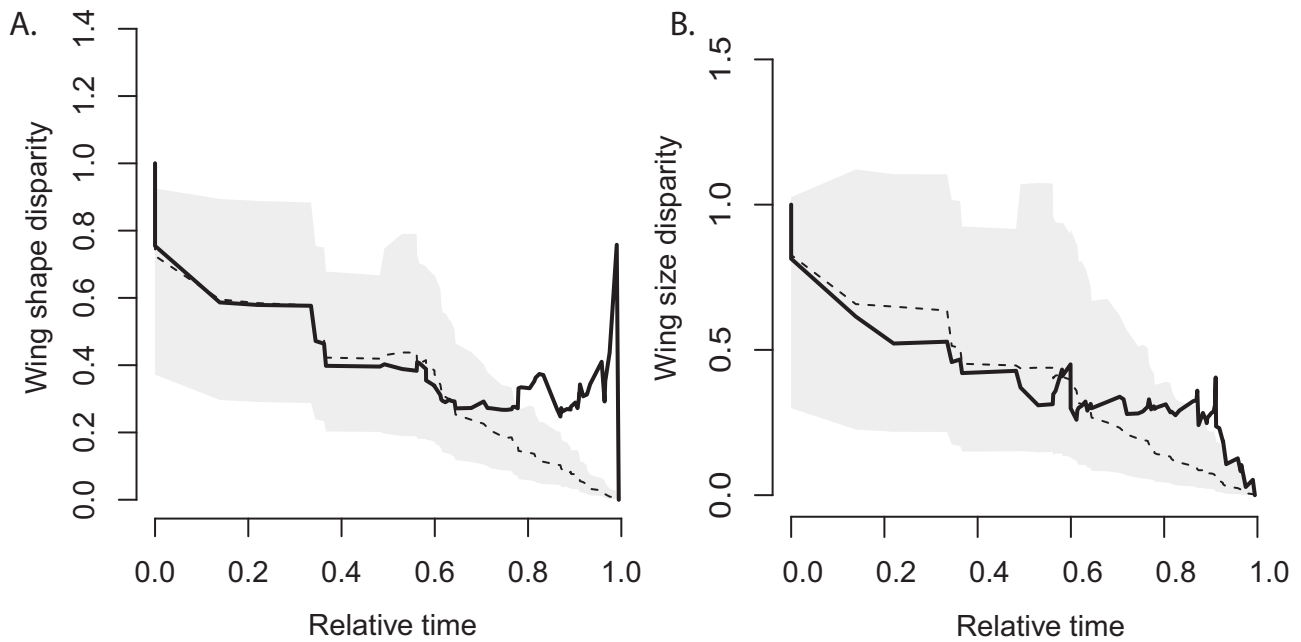 A.
Wing shape disparity
0.0 0.2 0.4 0.6 0.8 1.0 1.2 1.4
0.0 0.2 0.4 0.6 0.8 1.0
Relative time
B.
Wing size disparity
0.0 0.5 1.0 1.5
0.0 0.2 0.4 0.6 0.8 1.0
Relative time